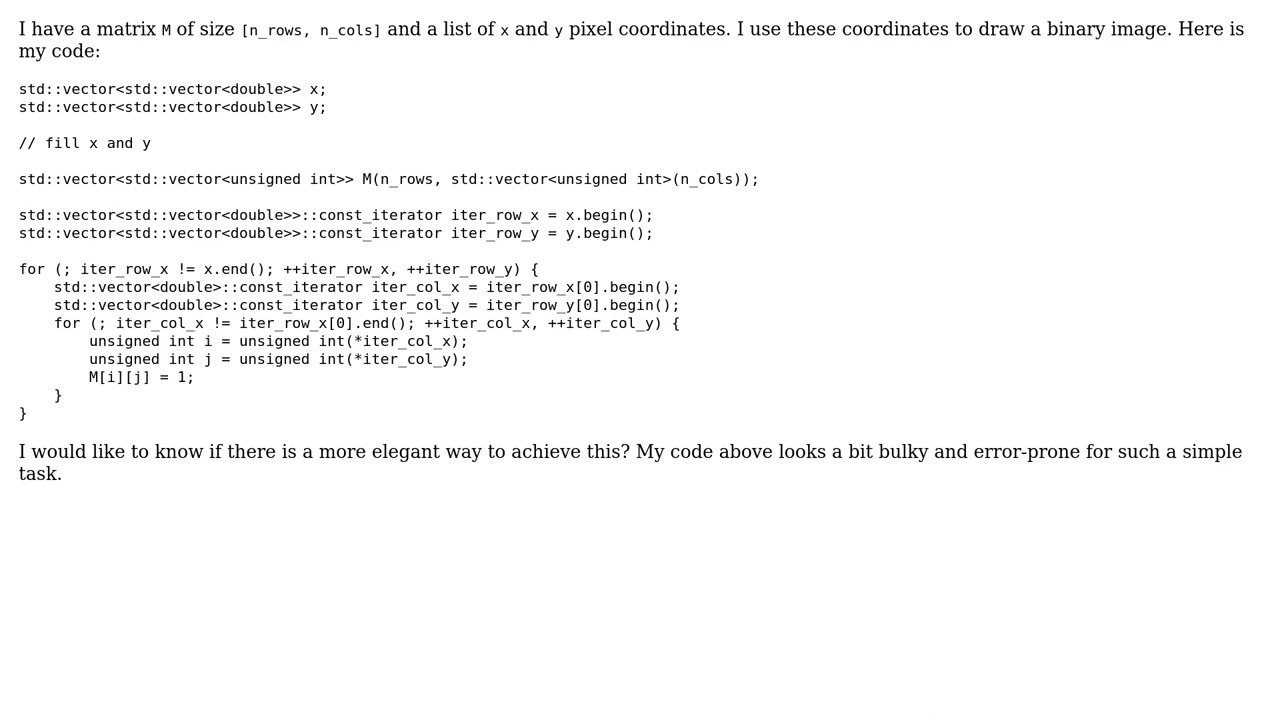 I have a matrix M of size [n_rows, n_cols] and a list of x and y pixel coordinates. I use these coordinates to draw a binary image. Here is
my code:
std::vector<std::vector<double>> x;
std::vector<std::vector<double>> y;
// fill x and y
std::vector<std::vector<unsigned int>> M(n_rows, std::vector<unsigned int>(n_cols));
std::vector<std::vector<double>>::const_iterator iter_row_x = x.begin();
std::vector<std::vector<double>>::const_iterator iter_row_y = y.begin();
for (; iter_row_x != x.end(); ++iter_row_x, ++iter_row_y) {
    std::vector<double>::const_iterator iter_col_x = iter_row_x[0].begin();
    std::vector<double>::const_iterator iter_col_y = iter_row_y[0].begin();
    for (; iter_col_x != iter_row_x[0].end(); ++iter_col_x, ++iter_col_y) {
        unsigned int i = unsigned int(*iter_col_x);
        unsigned int j = unsigned int(*iter_col_y);
        M[i][j] = 1;
    }
}
I would like to know if there is a more elegant way to achieve this? My code above looks a bit bulky and error-prone for such a simple
task.